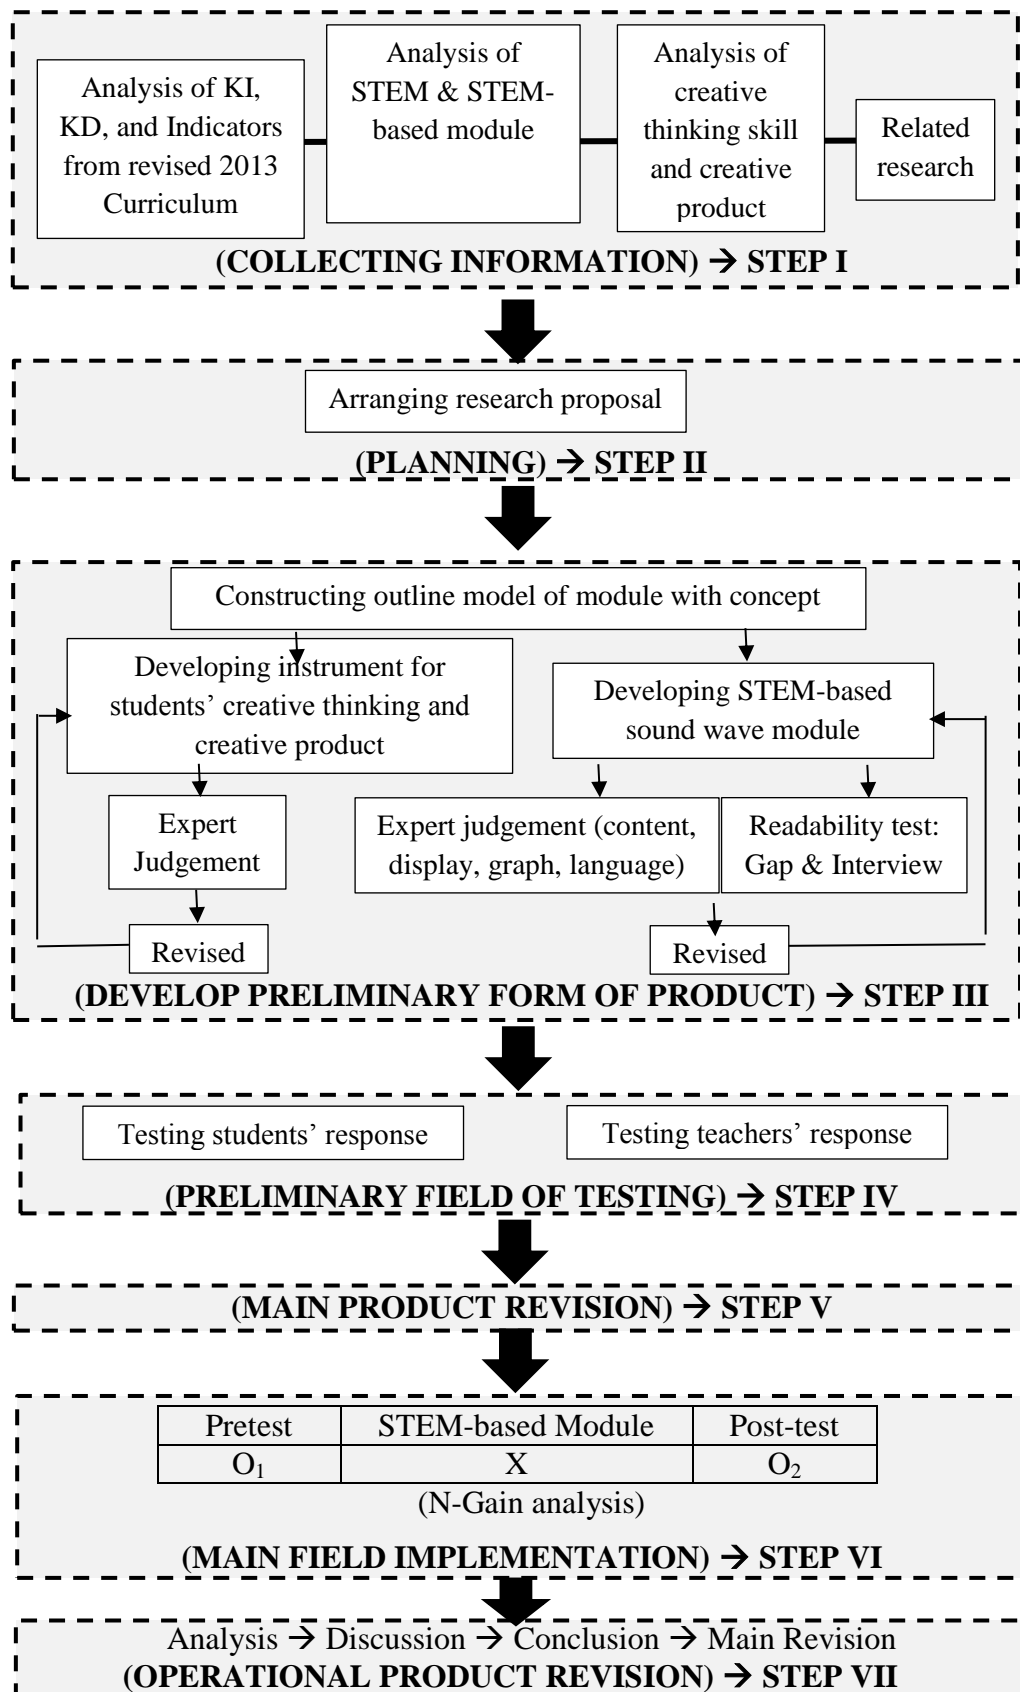 Analysis of KI,
KD, and Indicators
from revised 2013
Curriculum
Analysis of
STEM & STEM-
based module
Analysis of
creative
thinking skill
and creative
product
Related
research
(COLLECTING INFORMATION) → STEP I
Arranging research proposal
(PLANNING) → STEP II
Constructing outline model of module with concept
Developing instrument for
students’ creative thinking and
creative product
Developing STEM-based
sound wave module
Expert
Judgement
Expert judgement (content,
display, graph, language)
Readability test:
Gap & Interview
Revised
Revised
(DEVELOP PRELIMINARY FORM OF PRODUCT) → STEP III
Testing students’ response
Testing teachers’ response
(PRELIMINARY FIELD OF TESTING) → STEP IV
(MAIN PRODUCT REVISION) → STEP V
Pretest STEM-based Module Post-test
O₁ X O₂
(N-Gain analysis)
(MAIN FIELD IMPLEMENTATION) → STEP VI
Analysis → Discussion → Conclusion → Main Revision
(OPERATIONAL PRODUCT REVISION) → STEP VII